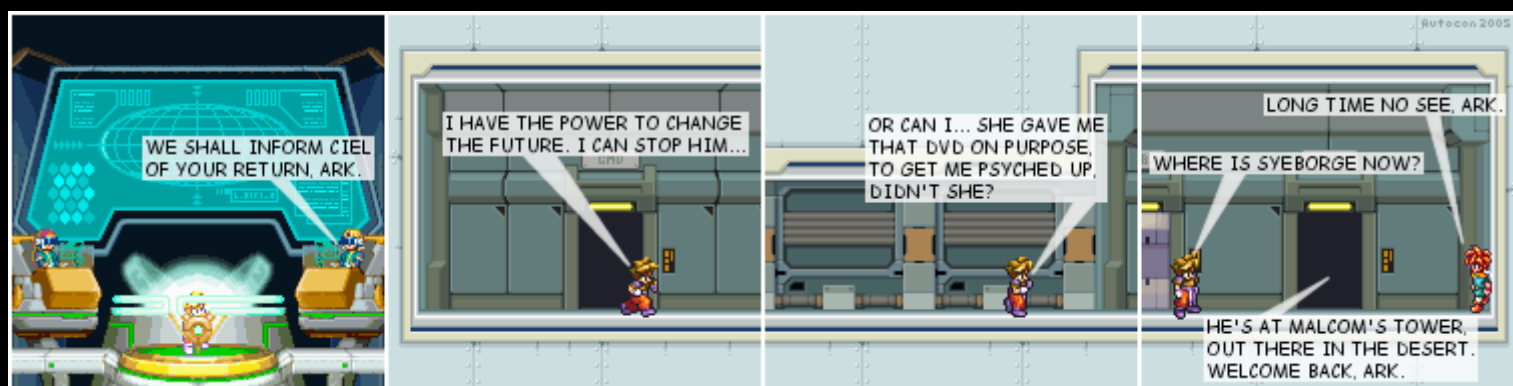 WE SHALL INFORM CIEL
OF YOUR RETURN, ARK.
I HAVE THE POWER TO CHANGE
THE FUTURE. I CAN STOP HIM...
CMD
OR CAN I... SHE GAVE ME
THAT DVD ON PURPOSE,
TO GET ME PSYCHED UP,
DIDN'T SHE?
Autocon 2005
LONG TIME NO SEE, ARK.
WHERE IS SYEBORGE NOW?
HE'S AT MALCOM'S TOWER,
OUT THERE IN THE DESERT.
WELCOME BACK, ARK.